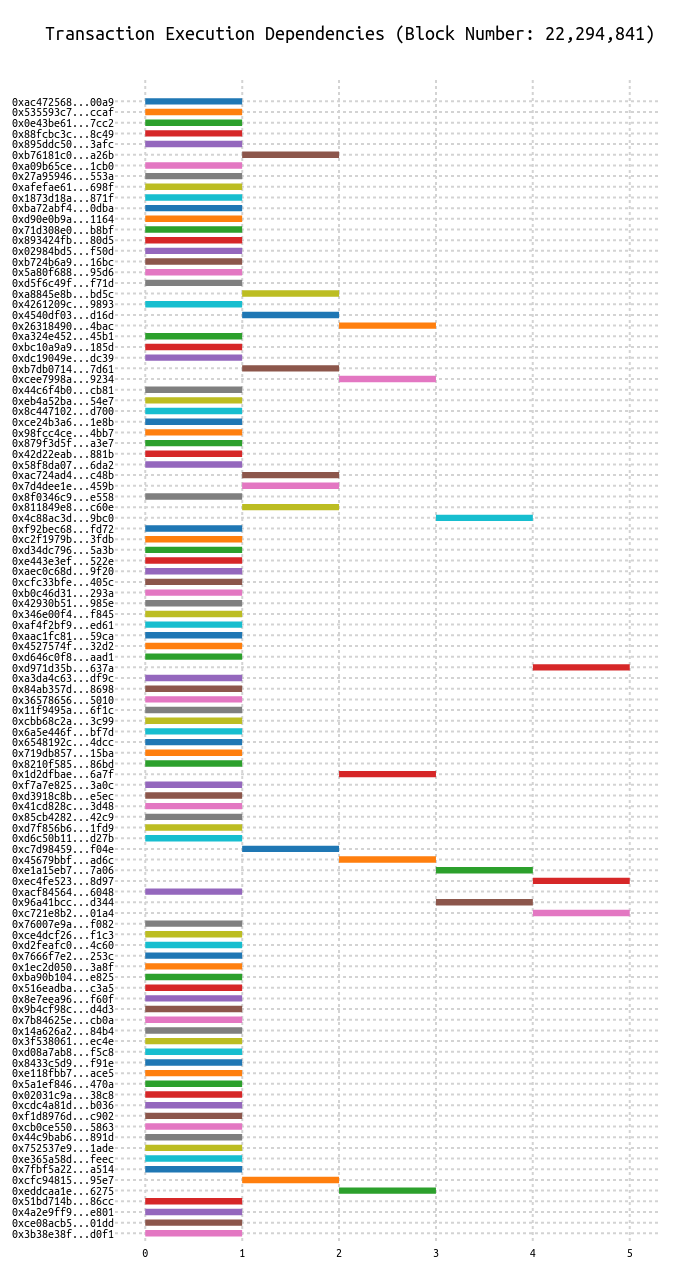 Transaction Execution Dependencies (Block Number: 22,294,841)
0xac472568...00a9
0x535593c7...ccaf
0x0e43be61...7cc2
0x88fcbc3c...8c49
0x895ddc50...3afc
0xb76181c0...a26b
0xa09b65ce...1cb0
0x27a95946...553a
0xafefae61...698f
0x1873d18a...871f
0xba72abf4...0dba
0xd90e0b9a...1164
0x71d308e0...b8bf
0x893424fb...80d5
0x02984bd5...f50d
0xb724b6a9...16bc
0x5a80f688...95d6
0xd5f6c49f...f71d
0xa8845e8b...bd5c
0x4261209c...9893
0x4540df03...d16d
0x26318490...4bac
0xa324e452...45b1
0xbc10a9a9...185d
0xdc19049e...dc39
0xb7db0714...7d61
0xcee7998a...9234
0x44c6f4b0...cb81
0xeb4a52ba...54e7
0x8c447102...d700
0xce24b3a6...1e8b
0x98fcc4ce...4bb7
0x879f3d5f...a3e7
0x42d22eab...881b
0x58f8da07...6da2
0xac724ad4...c48b
0x7d4dee1e...459b
0x8f0346c9...e558
0x811849e8...c60e
0x4c88ac3d...9bc0
0xf92bec68...fd72
0xc2f1979b...3fdb
0xd34dc796...5a3b
0xe443e3ef...522e
0xaec0c68d...9f20
0xcfc33bfe...405c
0xb0c46d31...293a
0x42930b51...985e
0x346e00f4...f845
0xaf4f2bf9...ed61
0xaac1fc81...59ca
0x4527574f...32d2
0xd646c0f8...aad1
0xd971d35b...637a
0xa3da4c63...df9c
0x84ab357d...8698
0x36578656...5010
0x11f9495a...6f1c
0xcbb68c2a...3c99
0x6a5e446f...bf7d
0x6548192c...4dcc
0x719db857...15ba
0x8210f585...86bd
0x1d2dfbae...6a7f
0xf7a7e825...3a0c
0xd3918c8b...e5ec
0x41cd828c...3d48
0x85cb4282...42c9
0xd7f856b6...1fd9
0xd6c50b11...d27b
0xc7d98459...f04e
0x45679bbf...ad6c
0xe1a15eb7...7a06
0xec4fe523...8d97
0xacf84564...6048
0x96a41bcc...d344
0xc721e8b2...01a4
0x76007e9a...f082
0xce4dcf26...f1c3
0xd2feafc0...4c60
0x7666f7e2...253c
0x1ec2d050...3a8f
0xba90b104...e825
0x516eadba...c3a5
0x8e7eea96...f60f
0x9b4cf98c...d4d3
0x7b84625e...cb0a
0x14a626a2...84b4
0x3f538061...ec4e
0xd08a7ab8...f5c8
0x8433c5d9...f91e
0xe118fbb7...ace5
0x5a1ef846...470a
0x02031c9a...38c8
0xcdc4a81d...b036
0xf1d8976d...c902
0xcb0ce550...5863
0x44c9bab6...891d
0x752537e9...1ade
0xe365a58d...feec
0x7fbf5a22...a514
0xcfc94815...95e7
0xeddcaa1e...6275
0x51bd714b...86cc
0x4a2e9ff9...e801
0xce08acb5...01dd
0x3b38e38f...d0f1
0 1 2 3 4 5